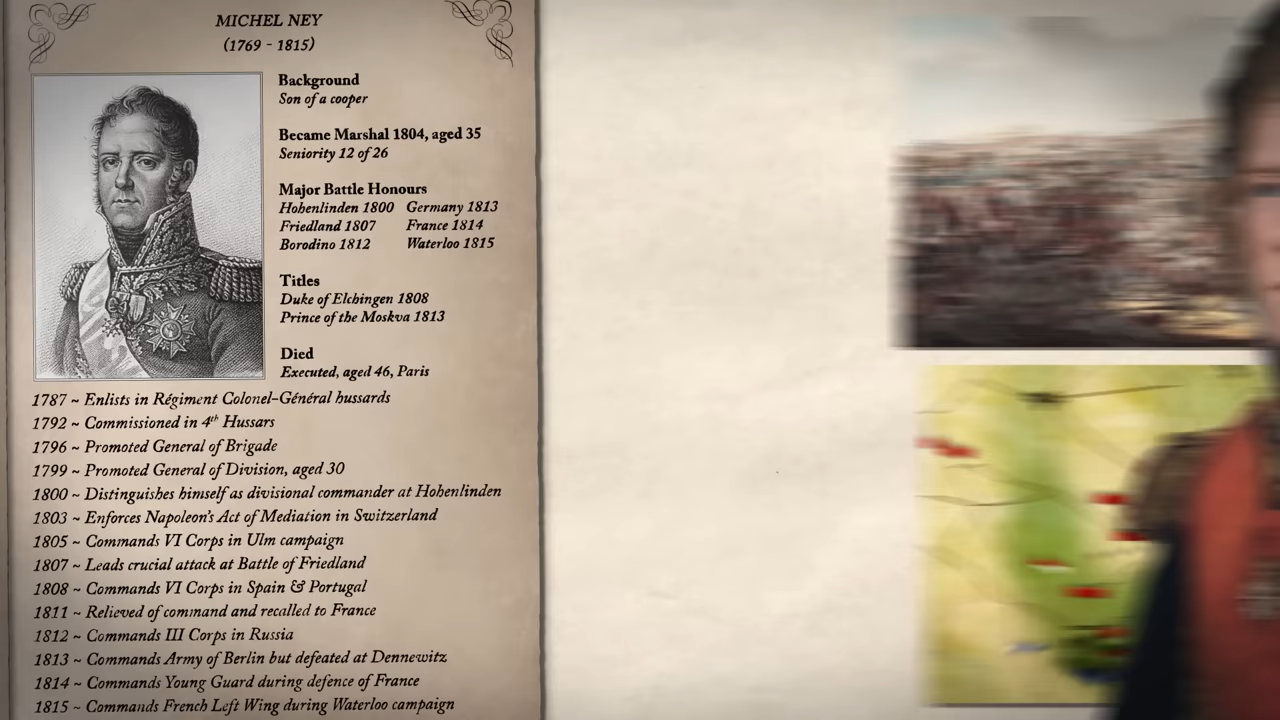 MICHEL NEY
(1769 - 1815)
Background
Son of a cooper
Became Marshal 1804, aged 35
Seniority 12 of 26
Major Battle Honours
Hohenlinden 1800 Germany 1813
Friedland 1807 France 1814
Borodino 1812 Waterloo 1815
Titles
Duke of Elchingen 1808
Prince of the Moskva 1813
Died
Executed, aged 46, Paris
1787 ~ Enlists in Régiment Colonel-Général hussards
1792 ~ Commissioned in 4th Hussars
1796 ~ Promoted General of Brigade
1799 ~ Promoted General of Division, aged 30
1800 ~ Distinguishes himself as divisional commander at Hohenlinden
1803 ~ Enforces Napoleon's Act of Mediation in Switzerland
1805 ~ Commands VI Corps in Ulm campaign
1807 ~ Leads crucial attack at Battle of Friedland
1808 ~ Commands VI Corps in Spain & Portugal
1811 ~ Relieved of command and recalled to France
1812 ~ Commands III Corps in Russia
1813 ~ Commands Army of Berlin but defeated at Dennewitz
1814 ~ Commands Young Guard during defence of France
1815 ~ Commands French Left Wing during Waterloo campaign